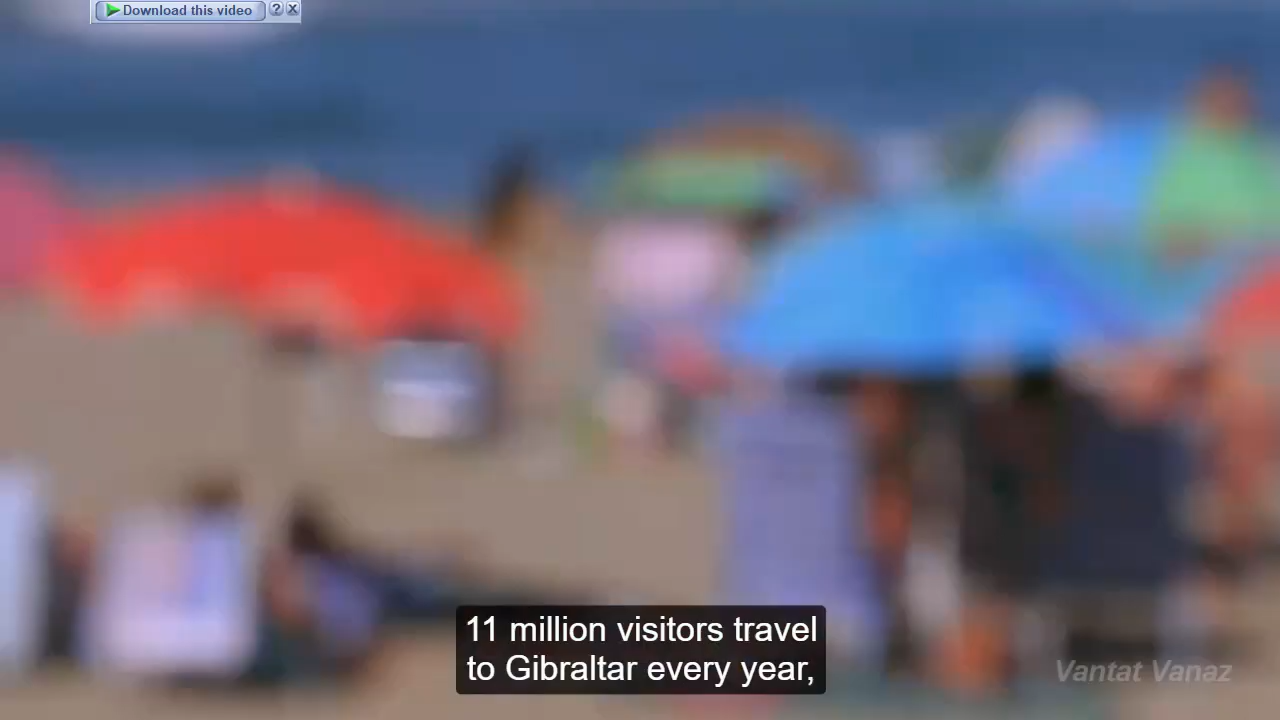 Download this video ? X
11 million visitors travel
to Gibraltar every year,
Vantat Vanaz